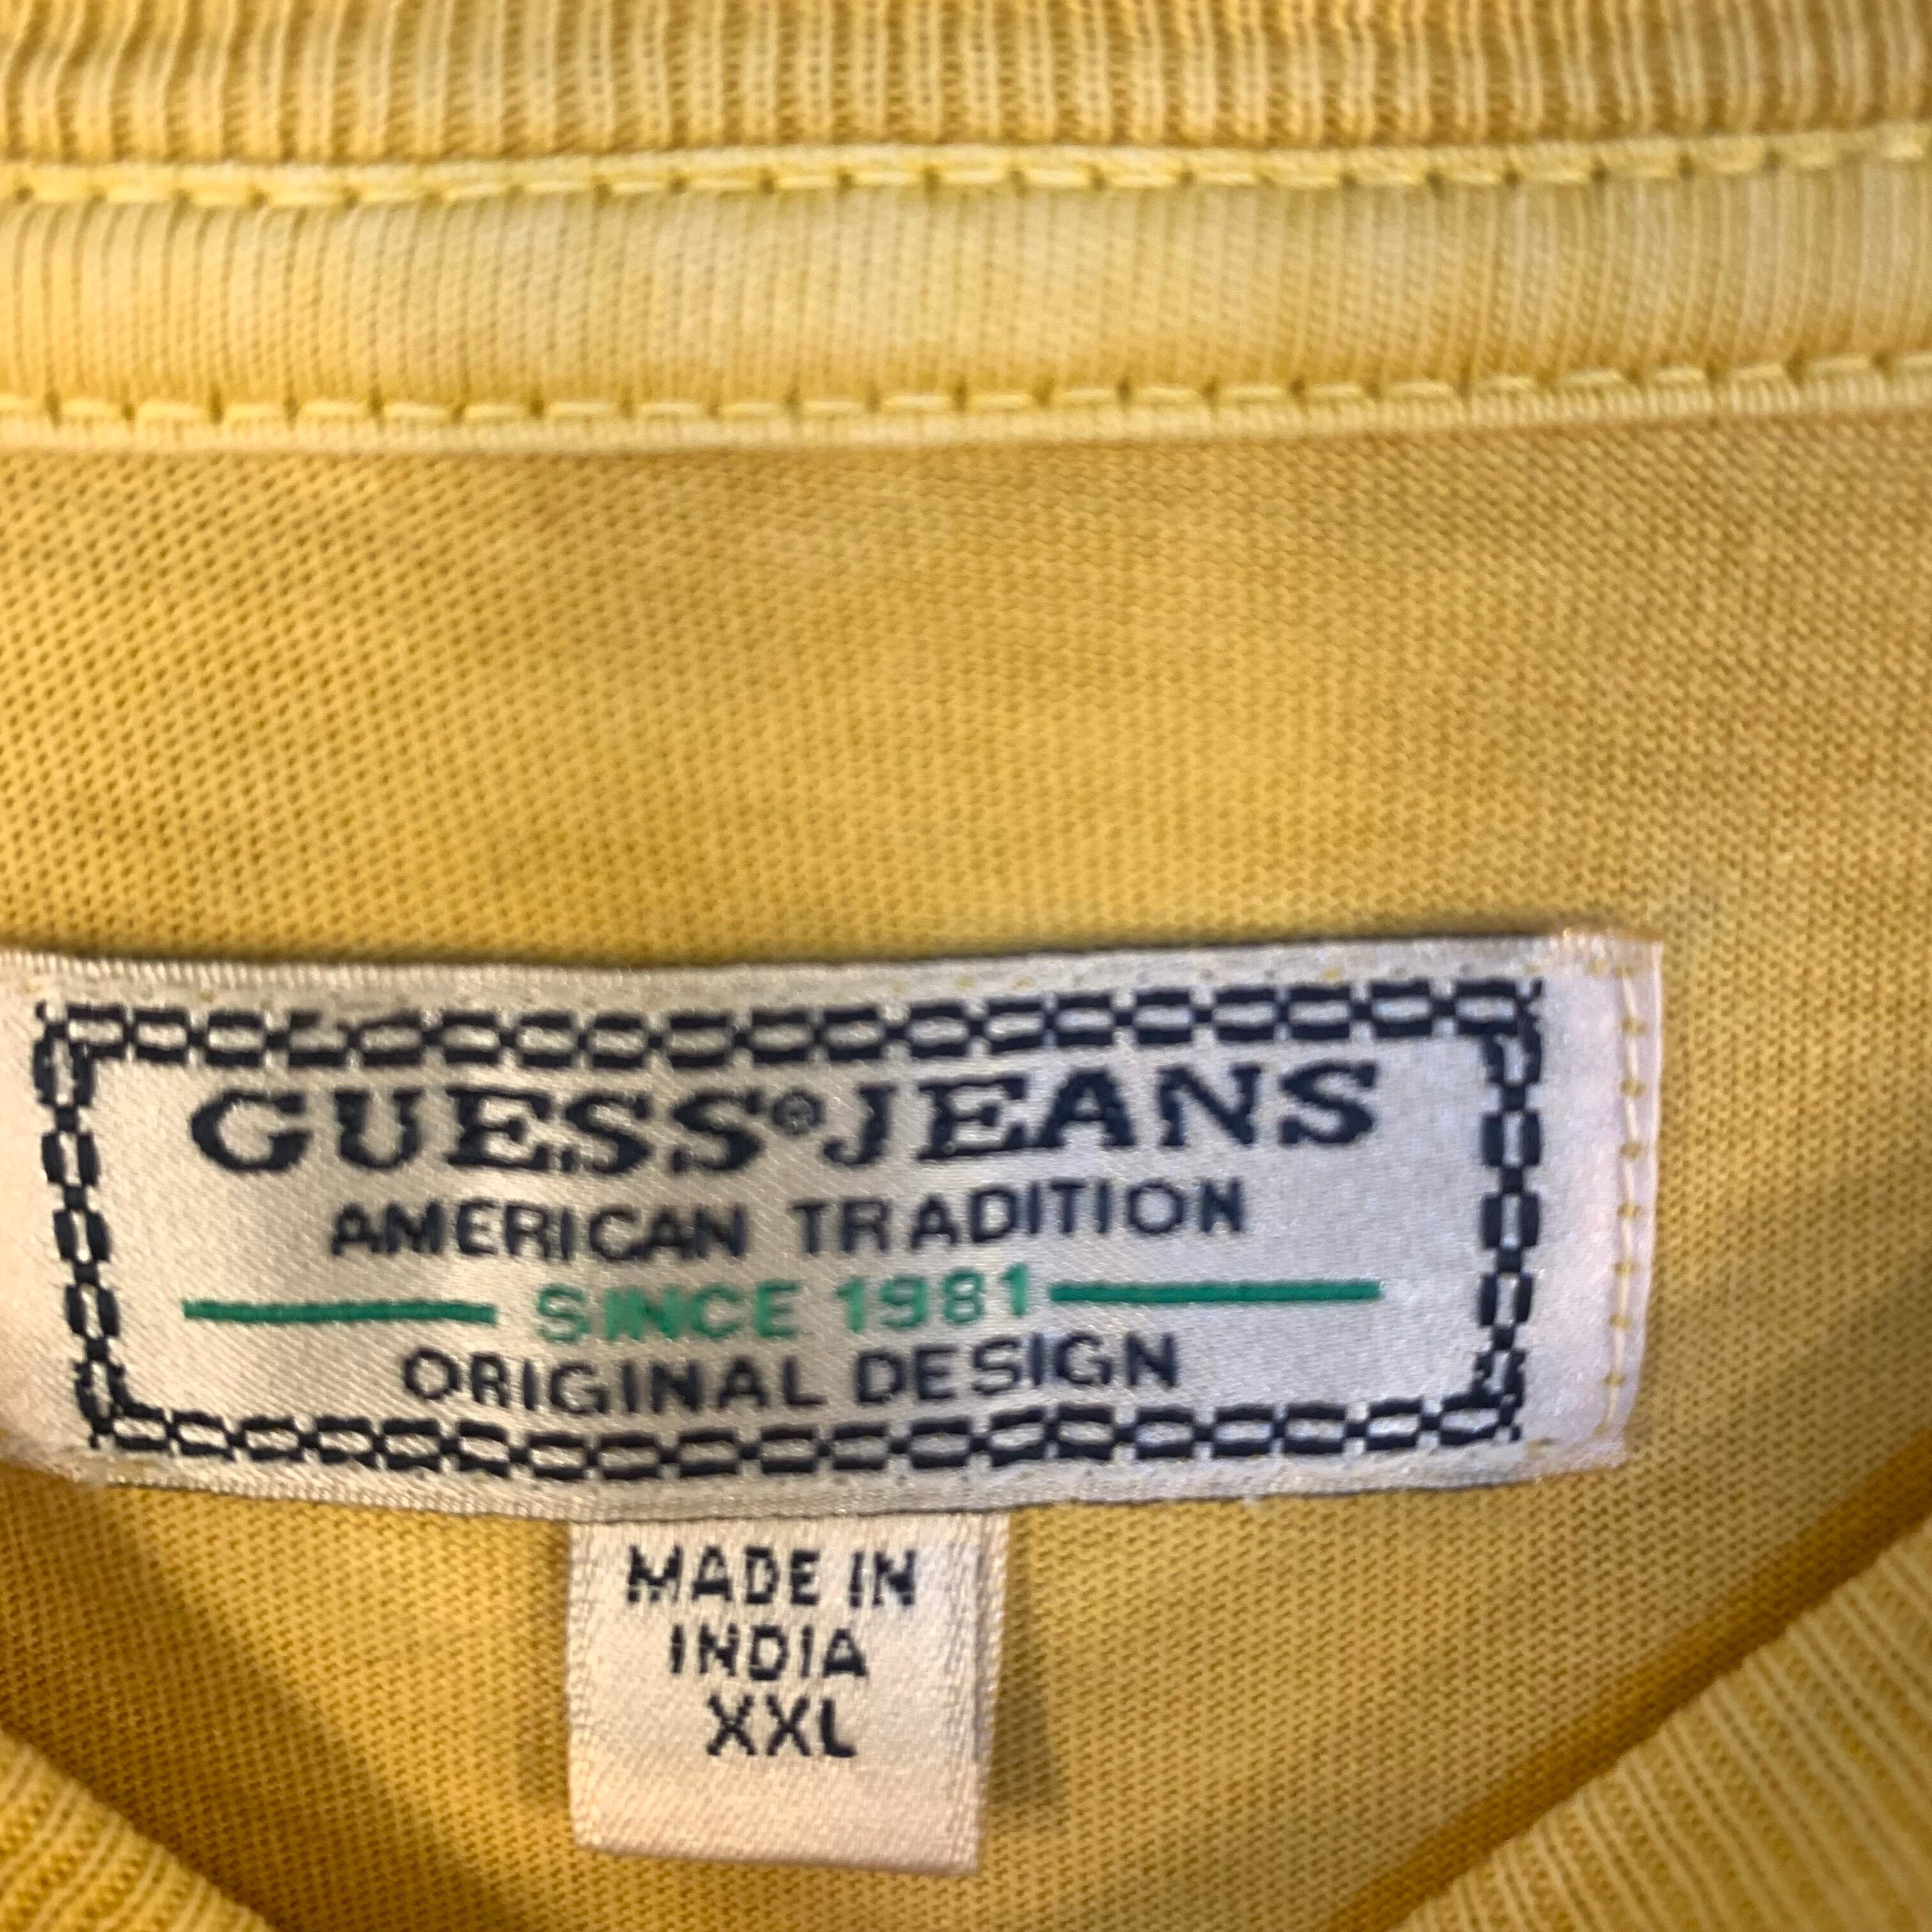 GUESS® JEANS
AMERICAN TRADITION
SINCE 1981
ORIGINAL DESIGN
MADE IN
INDIA
XXL